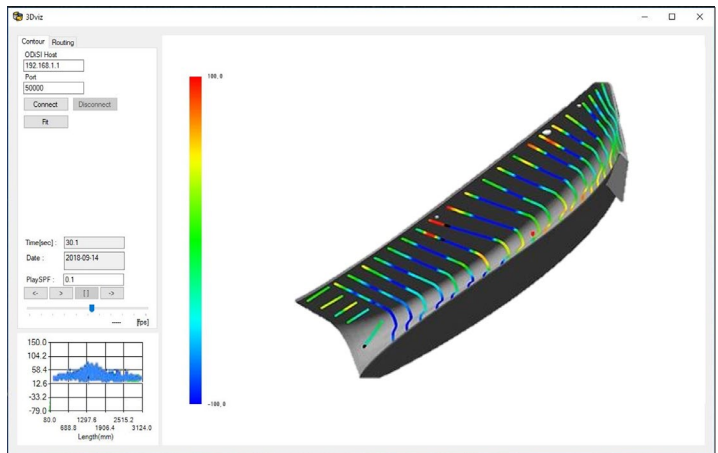 3Dviz
Contour Routing
ODiSI Host
192.168.1.1
Port
50000
Connect Disconnect
Fit
Time[sec] : 30.1
Date : 2018-09-14
PlaySPF : 0.1
<- > [ ] ->
[fps]
150.0
104.2
58.4
12.6
-33.2
-79.0
80.0 1297.6 2515.2
688.8 1906.4 3124.0
Length(mm)
100.0
-100.0